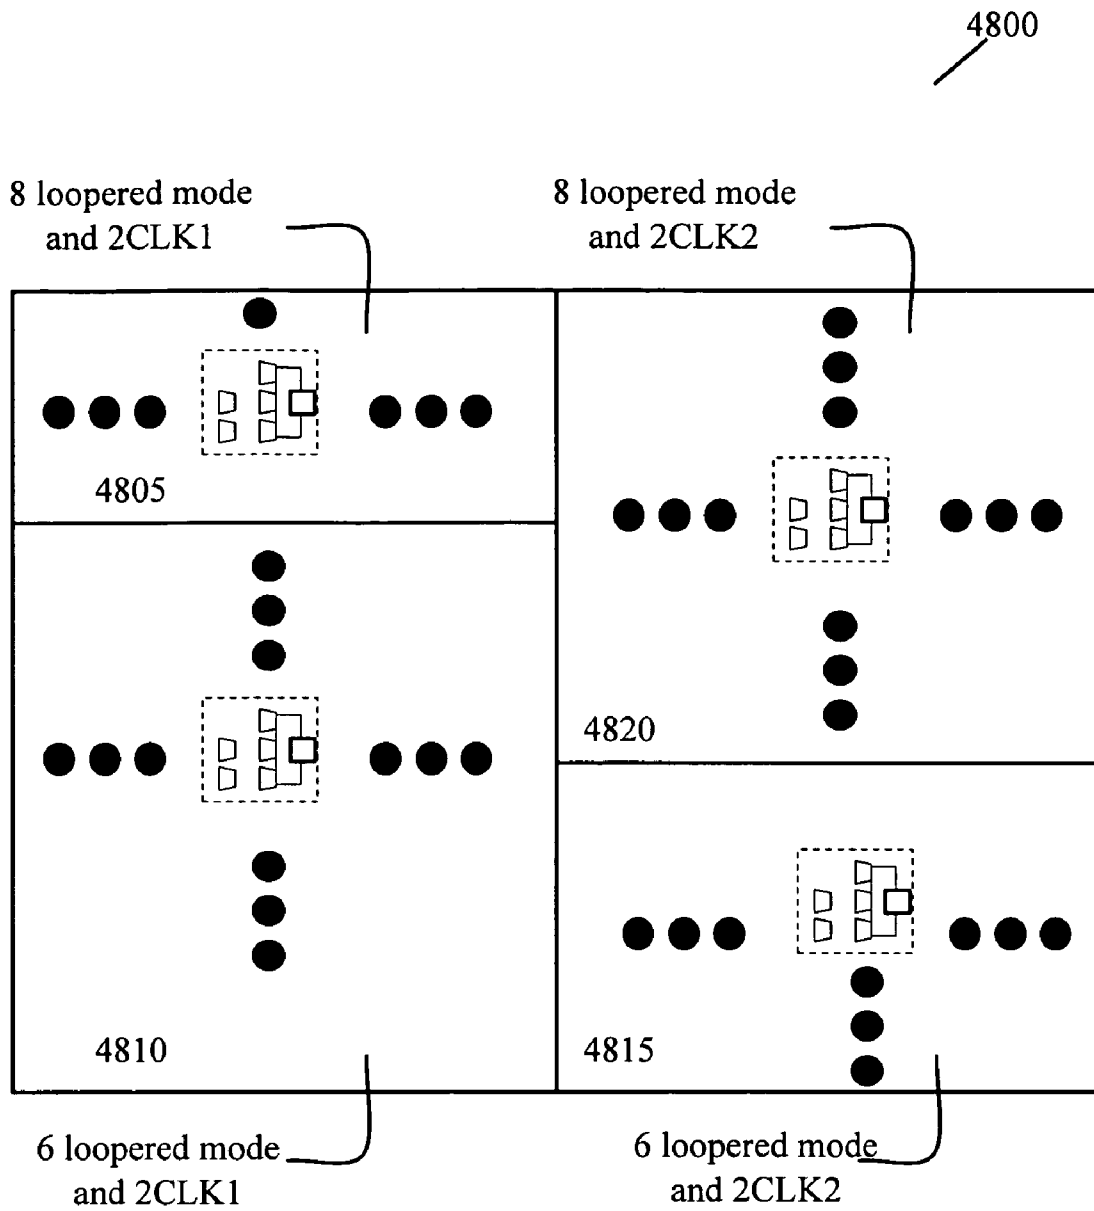 4800
8 loopered mode
and 2CLK1
8 loopered mode
and 2CLK2
4805
4820
4810
4815
6 loopered mode
and 2CLK1
6 loopered mode
and 2CLK2